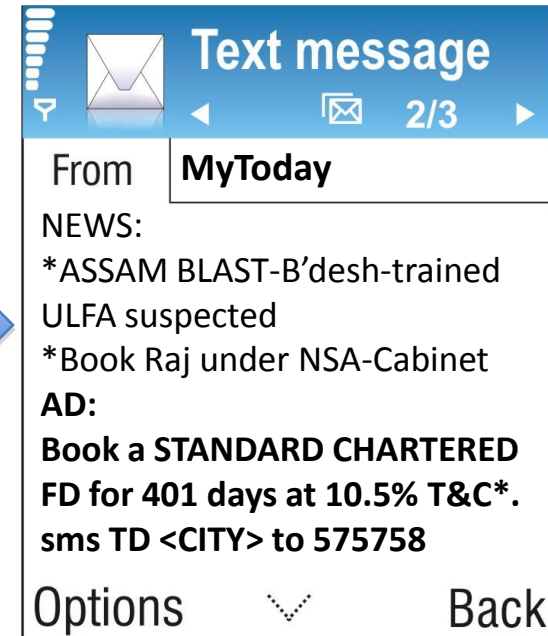 Text message
2/3
From MyToday
NEWS:
*ASSAM BLAST-B’desh-trained
ULFA suspected
*Book Raj under NSA-Cabinet
AD:
Book a STANDARD CHARTERED
FD for 401 days at 10.5% T&C*.
sms TD <CITY> to 575758
Options Back